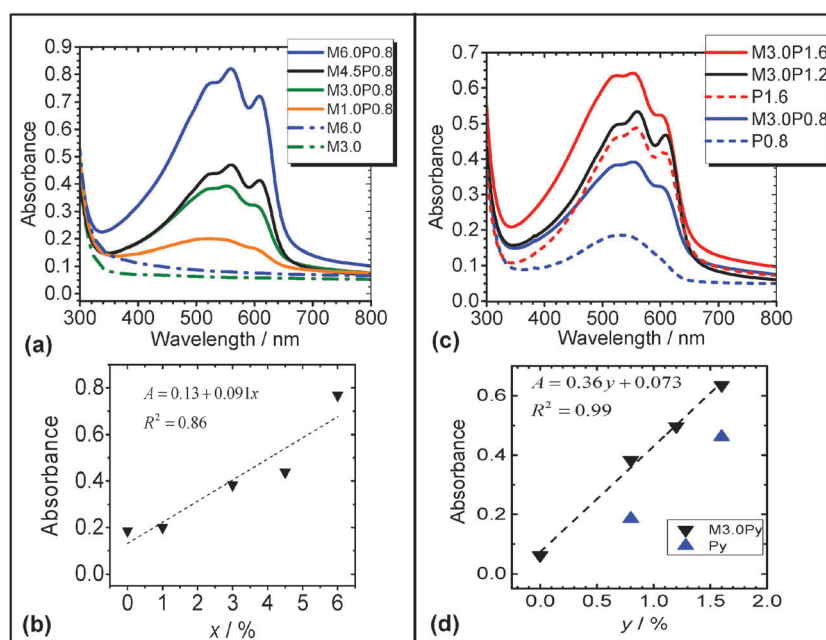 0.9
0.8
0.7
0.6
0.5
0.4
0.3
0.2
0.1
0.0
Absorbance
M6.0P0.8
M4.5P0.8
M3.0P0.8
M1.0P0.8
M6.0
M3.0
300 400 500 600 700 800
Wavelength / nm
(a)
0.8
0.6
0.4
0.2
0.0
Absorbance
A = 0.13 + 0.091x
R² = 0.86
0 1 2 3 4 5 6
x / %
(b)
0.7
0.6
0.5
0.4
0.3
0.2
0.1
0.0
Absorbance
M3.0P1.6
M3.0P1.2
P1.6
M3.0P0.8
P0.8
300 400 500 600 700 800
Wavelength / nm
(c)
0.6
0.4
0.2
0.0
Absorbance
A = 0.36y + 0.073
R² = 0.99
M3.0Py
Py
0.0 0.5 1.0 1.5 2.0
y / %
(d)